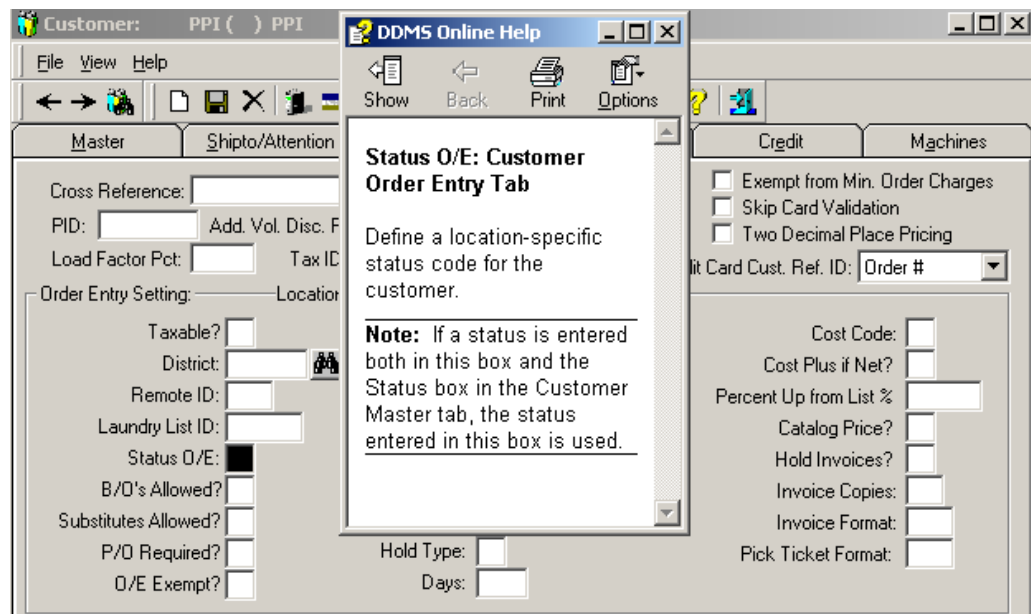 Customer: PPI ( ) PPI
DDMS Online Help
File View Help
Show Back Print Options
Master Shipto/Attention Credit Machines
Status O/E: Customer
Order Entry Tab
Define a location-specific
status code for the
customer.
Note: If a status is entered
both in this box and the
Status box in the Customer
Master tab, the status
entered in this box is used.
Cross Reference:
PID: Add. Vol. Disc.
Load Factor Pct: Tax ID
Exempt from Min. Order Charges
Skip Card Validation
Two Decimal Place Pricing
Card Cust. Ref. ID: Order #
Order Entry Setting: Location
Taxable?
District:
Remote ID:
Laundry List ID:
Status O/E:
B/O's Allowed?
Substitutes Allowed?
P/O Required?
O/E Exempt?
Hold Type:
Days:
Cost Code:
Cost Plus if Net?
Percent Up from List %
Catalog Price?
Hold Invoices?
Invoice Copies:
Invoice Format:
Pick Ticket Format: